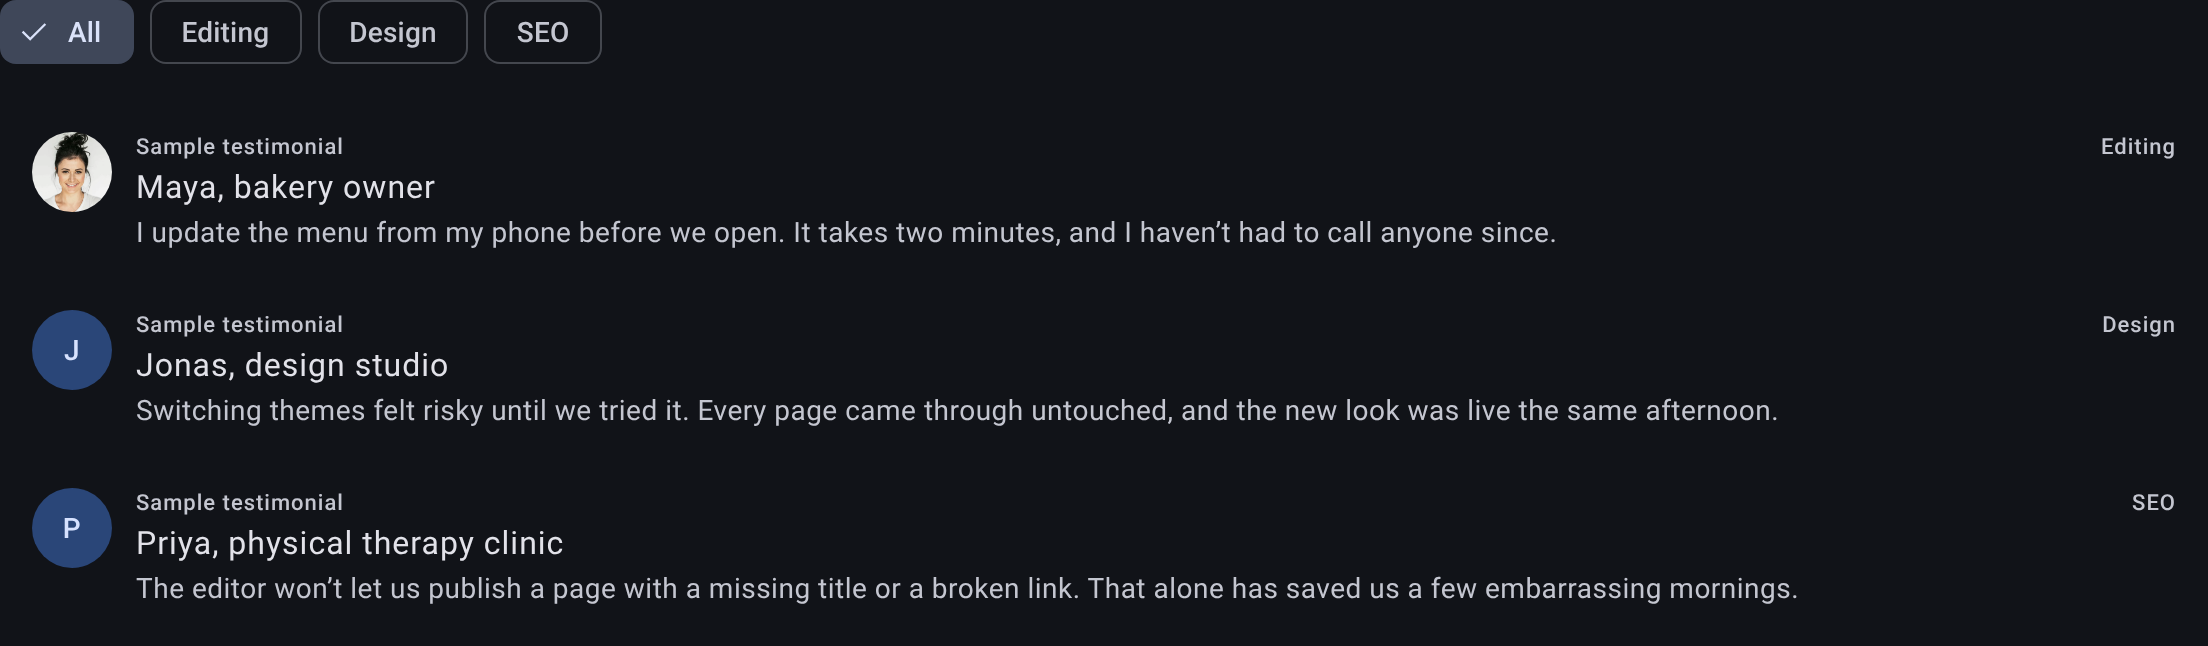 All
Editing
Design
SEO
Sample testimonial
Editing
Maya, bakery owner
I update the menu from my phone before we open. It takes two minutes, and I haven’t had to call anyone since.
J
Sample testimonial
Design
Jonas, design studio
Switching themes felt risky until we tried it. Every page came through untouched, and the new look was live the same afternoon.
P
Sample testimonial
SEO
Priya, physical therapy clinic
The editor won’t let us publish a page with a missing title or a broken link. That alone has saved us a few embarrassing mornings.